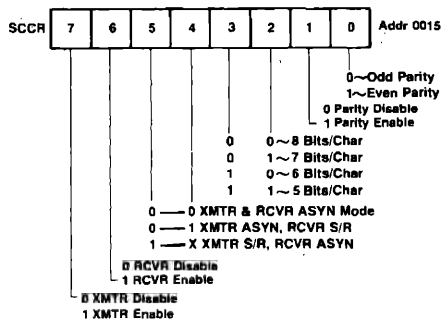 SCCR 7 6 5 4 3 2 1 0 Addr 0015
0~Odd Parity
1~Even Parity
0 Parity Disable
1 Parity Enable
0 0~8 Bits/Char
0 1~7 Bits/Char
1 0~6 Bits/Char
1 1~5 Bits/Char
0 — 0 XMTR & RCVR ASYN Mode
0 — 1 XMTR ASYN, RCVR S/R
1 — X XMTR S/R, RCVR ASYN
0 RCVR Disable
1 RCVR Enable
0 XMTR Disable
1 XMTR Enable